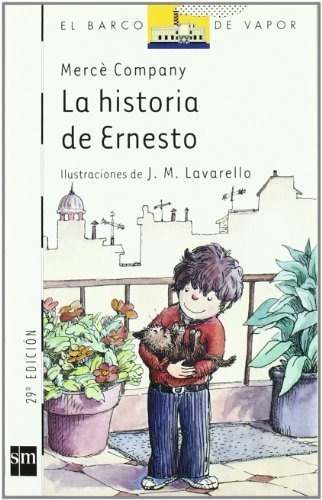 EL BARCO DE VAPOR
Mercè Company
La historia
de Ernesto
Ilustraciones de J. M. Lavarello
29ª EDICIÓN
sm